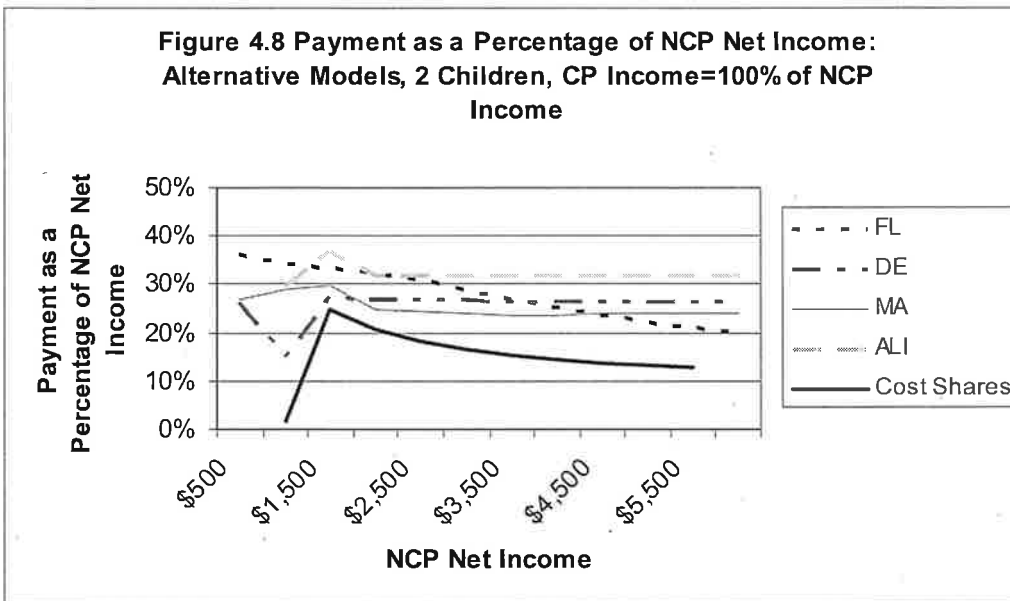 Figure 4.8 Payment as a Percentage of NCP Net Income:
Alternative Models, 2 Children, CP Income=100% of NCP
Income
Payment as a
Percentage of NCP Net
Income
50%
40%
30%
20%
10%
0%
$500
$1,500
$2,500
$3,500
$4,500
$5,500
NCP Net Income
FL
DE
MA
ALI
Cost Shares